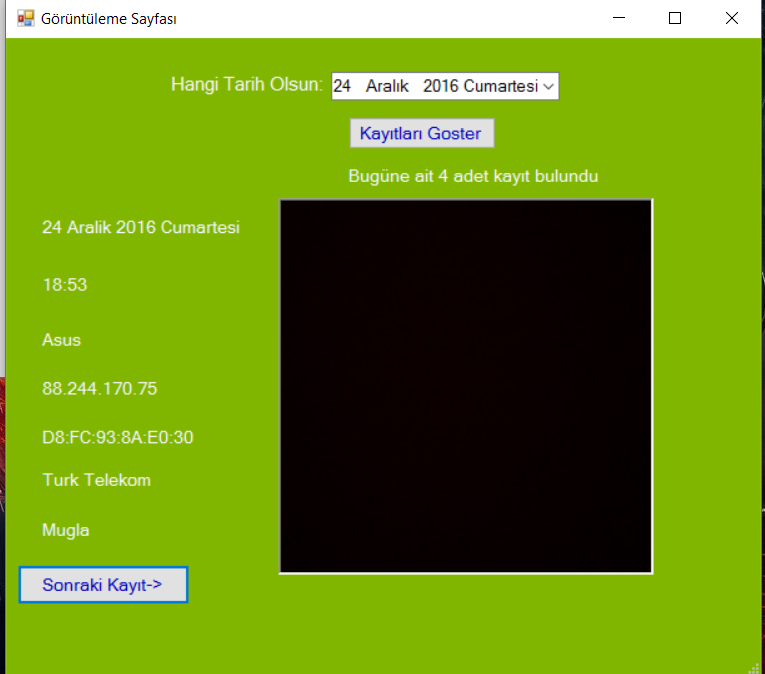 Görüntüleme Sayfası
Hangi Tarih Olsun: 24 Aralık 2016 Cumartesi
Kayıtları Goster
Bugüne ait 4 adet kayıt bulundu
24 Aralik 2016 Cumartesi
18:53
Asus
88.244.170.75
D8:FC:93:8A:E0:30
Turk Telekom
Mugla
Sonraki Kayıt->